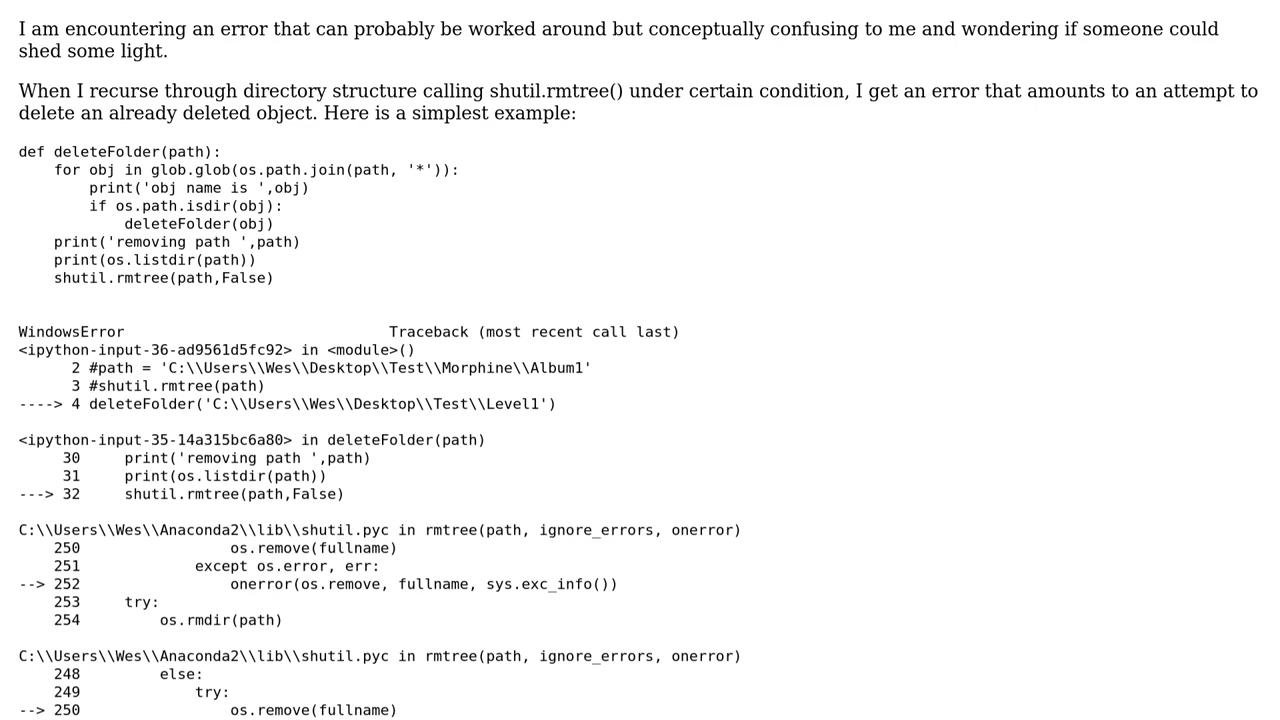 I am encountering an error that can probably be worked around but conceptually confusing to me and wondering if someone could
shed some light.
When I recurse through directory structure calling shutil.rmtree() under certain condition, I get an error that amounts to an attempt to
delete an already deleted object. Here is a simplest example:
def deleteFolder(path):
    for obj in glob.glob(os.path.join(path, '*')):
        print('obj name is ',obj)
        if os.path.isdir(obj):
            deleteFolder(obj)
    print('removing path ',path)
    print(os.listdir(path))
    shutil.rmtree(path,False)
WindowsError                              Traceback (most recent call last)
<ipython-input-36-ad9561d5fc92> in <module>()
      2 #path = 'C:\\Users\\Wes\\Desktop\\Test\\Morphine\\Album1'
      3 #shutil.rmtree(path)
----> 4 deleteFolder('C:\\Users\\Wes\\Desktop\\Test\\Level1')
<ipython-input-35-14a315bc6a80> in deleteFolder(path)
     30     print('removing path ',path)
     31     print(os.listdir(path))
---> 32     shutil.rmtree(path,False)
C:\\Users\\Wes\\Anaconda2\\lib\\shutil.pyc in rmtree(path, ignore_errors, onerror)
    250                 os.remove(fullname)
    251             except os.error, err:
--> 252                 onerror(os.remove, fullname, sys.exc_info())
    253     try:
    254         os.rmdir(path)
C:\\Users\\Wes\\Anaconda2\\lib\\shutil.pyc in rmtree(path, ignore_errors, onerror)
    248         else:
    249             try:
--> 250                 os.remove(fullname)